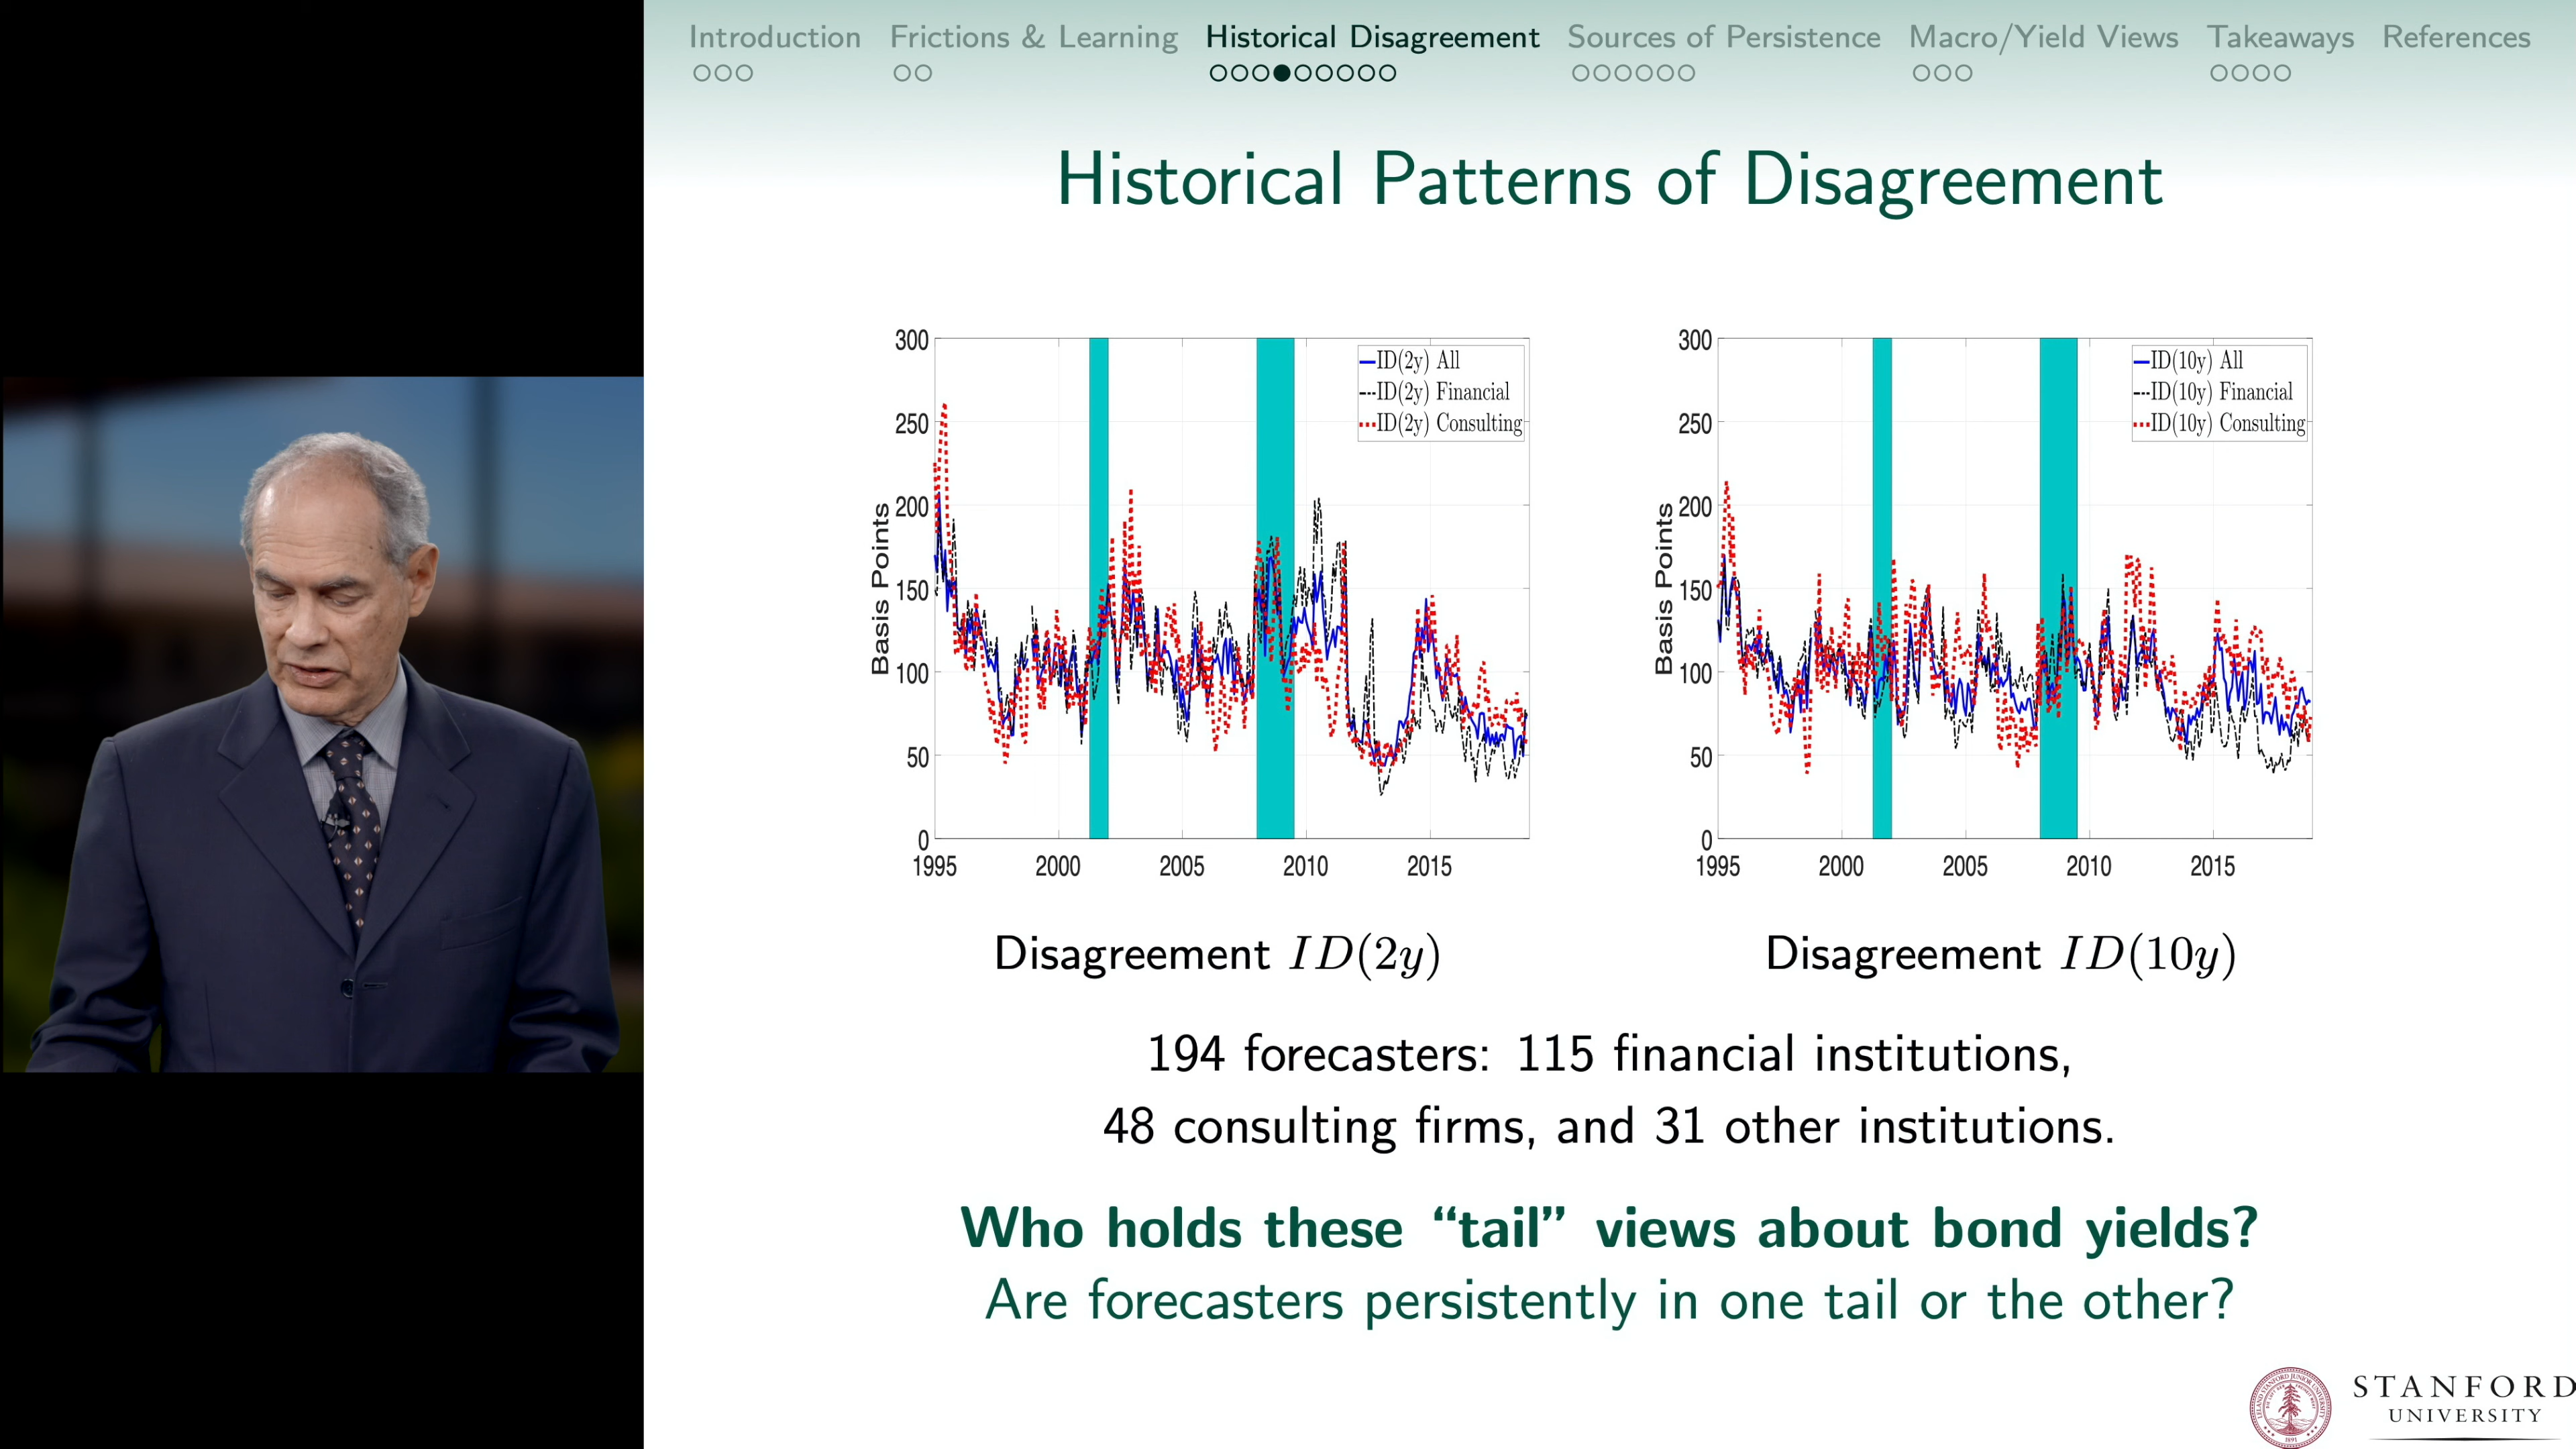 Introduction Frictions & Learning Historical Disagreement Sources of Persistence Macro/Yield Views Takeaways References
Historical Patterns of Disagreement
300
250
200
150
100
50
0
Basis Points
1995 2000 2005 2010 2015
ID(2y) All
ID(2y) Financial
ID(2y) Consulting
Disagreement ID(2y)
300
250
200
150
100
50
0
Basis Points
1995 2000 2005 2010 2015
ID(10y) All
ID(10y) Financial
ID(10y) Consulting
Disagreement ID(10y)
194 forecasters: 115 financial institutions,
48 consulting firms, and 31 other institutions.
Who holds these “tail” views about bond yields?
Are forecasters persistently in one tail or the other?
STANFORD
UNIVERSITY